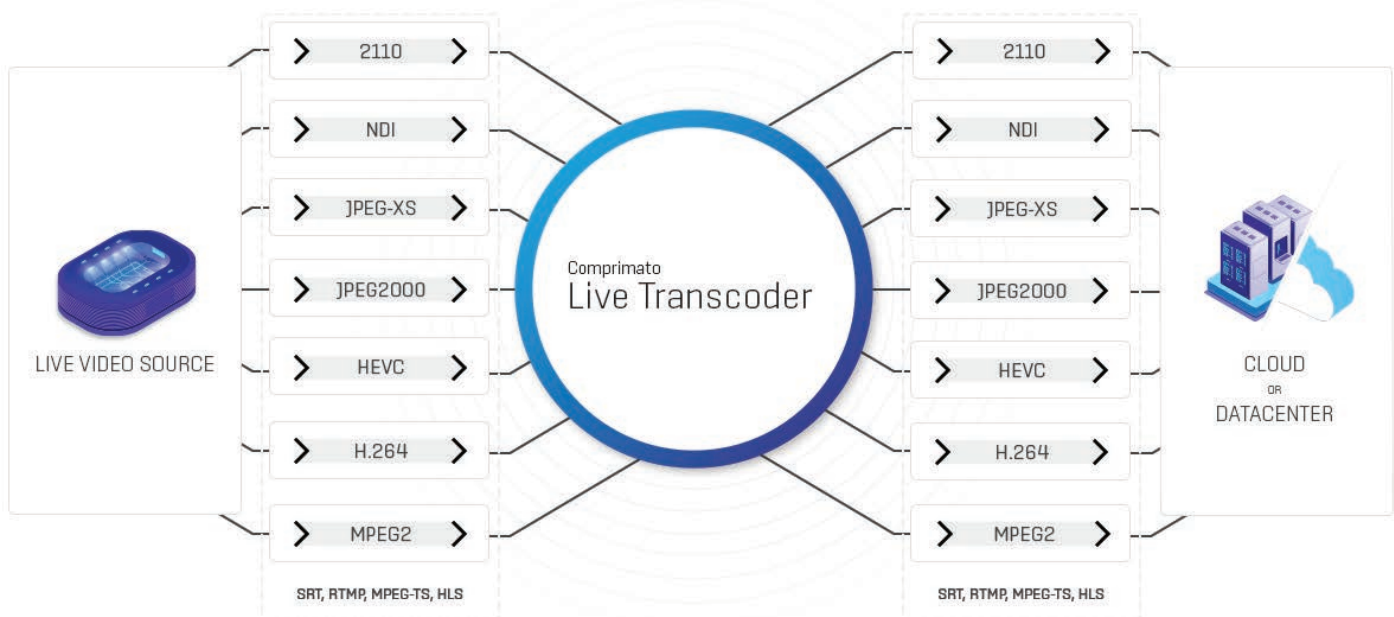 LIVE VIDEO SOURCE
2110
NDI
JPEG-XS
JPEG2000
HEVC
H.264
MPEG2
SRT, RTMP, MPEG-TS, HLS
Comprimato
Live Transcoder
2110
NDI
JPEG-XS
JPEG2000
HEVC
H.264
MPEG2
SRT, RTMP, MPEG-TS, HLS
CLOUD
OR
DATACENTER